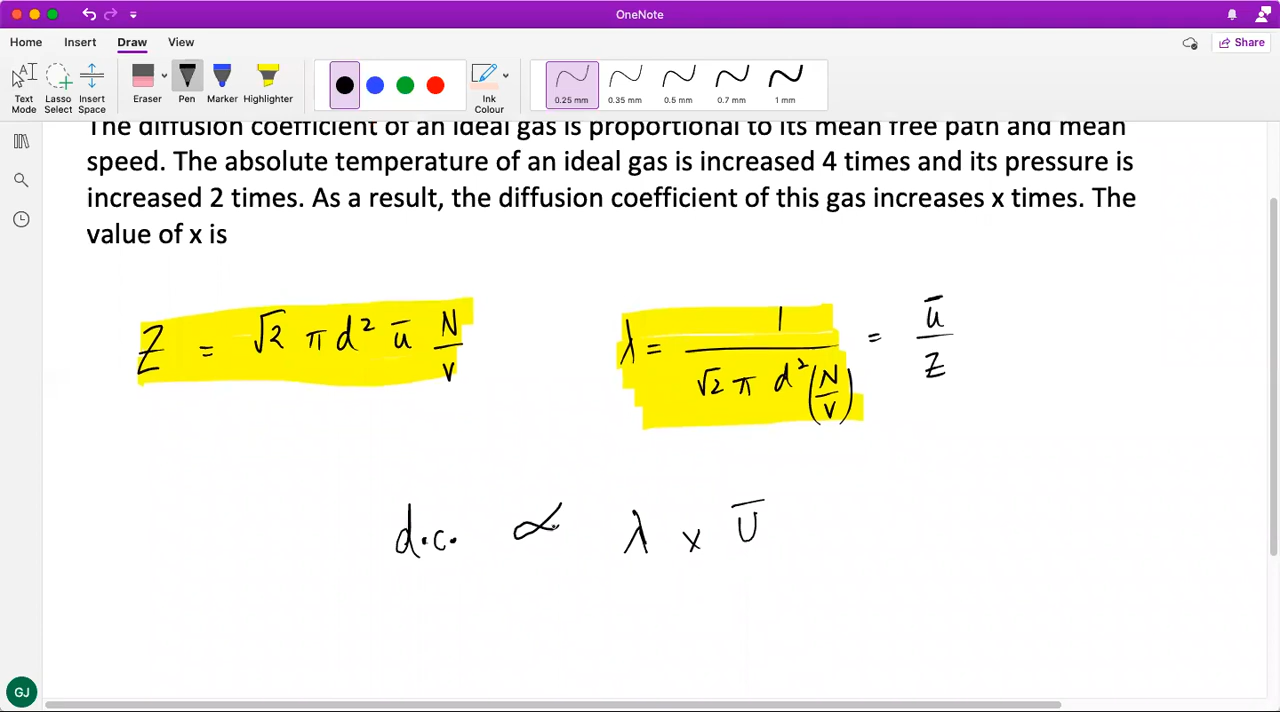 OneNote
Home Insert Draw View
Share
Text Mode
Lasso Select
Insert Space
Eraser
Pen
Marker
Highlighter
Ink Colour
0.25 mm
0.35 mm
0.5 mm
0.7 mm
1 mm
The diffusion coefficient of an ideal gas is proportional to its mean free path and mean
speed. The absolute temperature of an ideal gas is increased 4 times and its pressure is
increased 2 times. As a result, the diffusion coefficient of this gas increases x times. The
value of x is
Z = √2 π d² ū N/V
λ = 1/(√2 π d² (N/V)) = ū/Z
d.c. ∝ λ x Ū
GJ